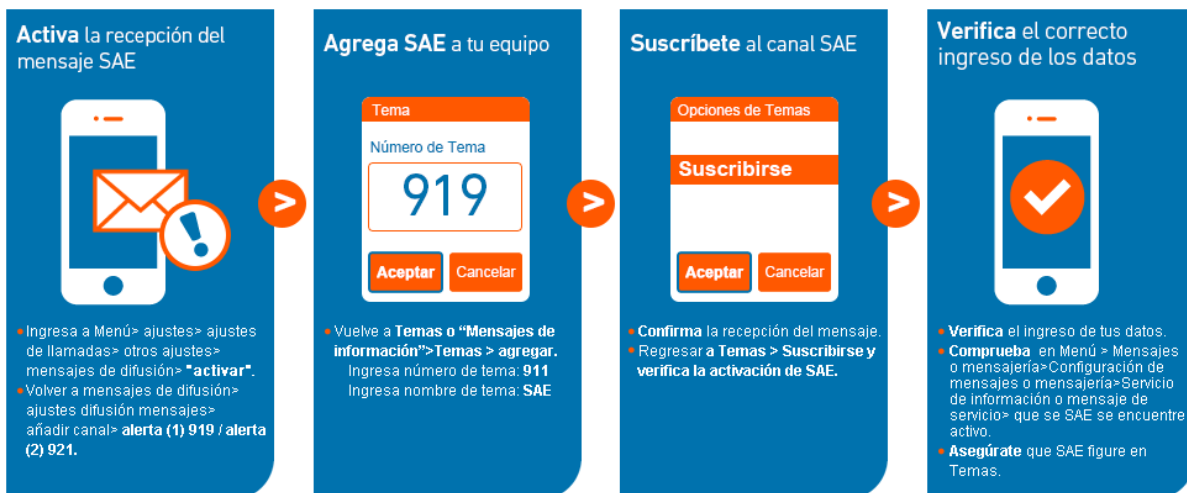 Activa la recepción del
mensaje SAE
Ingresa a Menú> ajustes> ajustes
de llamadas> otros ajustes>
mensajes de difusión> "activar".
Volver a mensajes de difusión>
ajustes difusión mensajes>
añadir canal> alerta (1) 919 / alerta
(2) 921.
>
Agrega SAE a tu equipo
Tema
Número de Tema
919
Aceptar Cancelar
Vuelve a Temas o “Mensajes de
información”>Temas > agregar.
Ingresa número de tema: 911
Ingresa nombre de tema: SAE
>
Suscríbete al canal SAE
Opciones de Temas
Suscribirse
Aceptar Cancelar
Confirma la recepción del mensaje.
Regresar a Temas > Suscribirse y
verifica la activación de SAE.
>
Verifica el correcto
ingreso de los datos
Verifica el ingreso de tus datos.
Comprueba en Menú > Mensajes
o mensajería>Configuración de
mensajes o mensajería>Servicio
de información o mensaje de
servicio> que se SAE se encuentre
activo.
Asegúrate que SAE figure en
Temas.